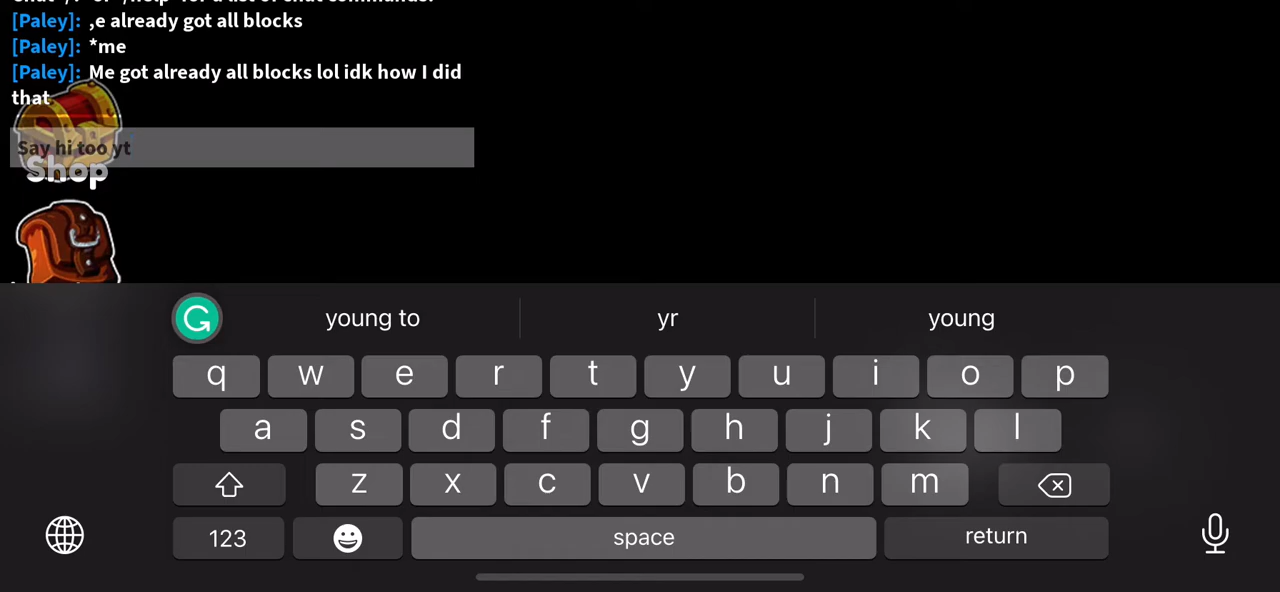 [Paley]: ,e already got all blocks
[Paley]: *me
[Paley]: Me got already all blocks lol idk how I did
that
Say hi too yt
Shop
young to yr young
q w e r t y u i o p
a s d f g h j k l
z x c v b n m
123 space return